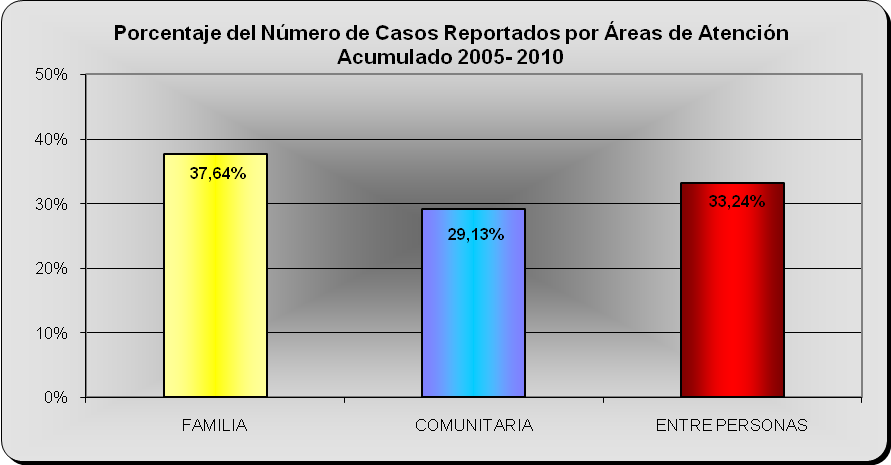 Porcentaje del Número de Casos Reportados por Áreas de Atención
Acumulado 2005- 2010
50%
40%
30%
20%
10%
0%
37,64%
29,13%
33,24%
FAMILIA
COMUNITARIA
ENTRE PERSONAS